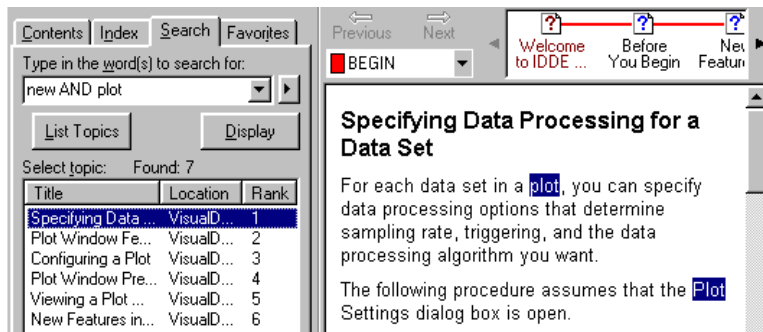 Contents Index Search Favorites
Type in the word(s) to search for:
new AND plot
List Topics Display
Select topic: Found: 7
Title Location Rank
Specifying Data ... VisualD... 1
Plot Window Fe... VisualD... 2
Configuring a Plot VisualD... 3
Plot Window Pre... VisualD... 4
Viewing a Plot ... VisualD... 5
New Features in... VisualD... 6
Previous Next
BEGIN
Welcome to IDDE ...
Before You Begin
Specifying Data Processing for a
Data Set
For each data set in a plot, you can specify
data processing options that determine
sampling rate, triggering, and the data
processing algorithm you want.
The following procedure assumes that the Plot
Settings dialog box is open.